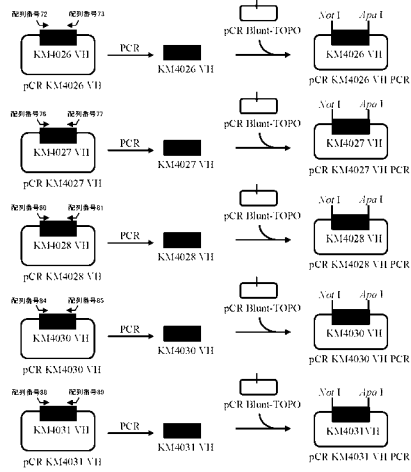 配列番号72 配列番号73
KM4026 VH
pCR KM4026 VH
PCR
KM4026 VH
pCR Blunt-TOPO
Not I Apa I
KM4026 VH
pCR KM4026 VH PCR
配列番号76 配列番号77
KM4027 VH
pCR KM4027 VH
PCR
KM4027 VH
pCR Blunt-TOPO
Not I Apa I
KM4027 VH
pCR KM4027 VH PCR
配列番号80 配列番号81
KM4028 VH
pCR KM4028 VH
PCR
KM4028 VH
pCR Blunt-TOPO
Not I Apa I
KM4028 VH
pCR KM4028 VH PCR
配列番号84 配列番号85
KM4030 VH
pCR KM4030 VH
PCR
KM4030 VH
pCR Blunt-TOPO
Not I Apa I
KM4030 VH
pCR KM4030 VH PCR
配列番号88 配列番号89
KM4031 VH
pCR KM4031 VH
PCR
KM4031 VH
pCR Blunt-TOPO
Not I Apa I
KM4031VH
pCR KM4031 VH PCR